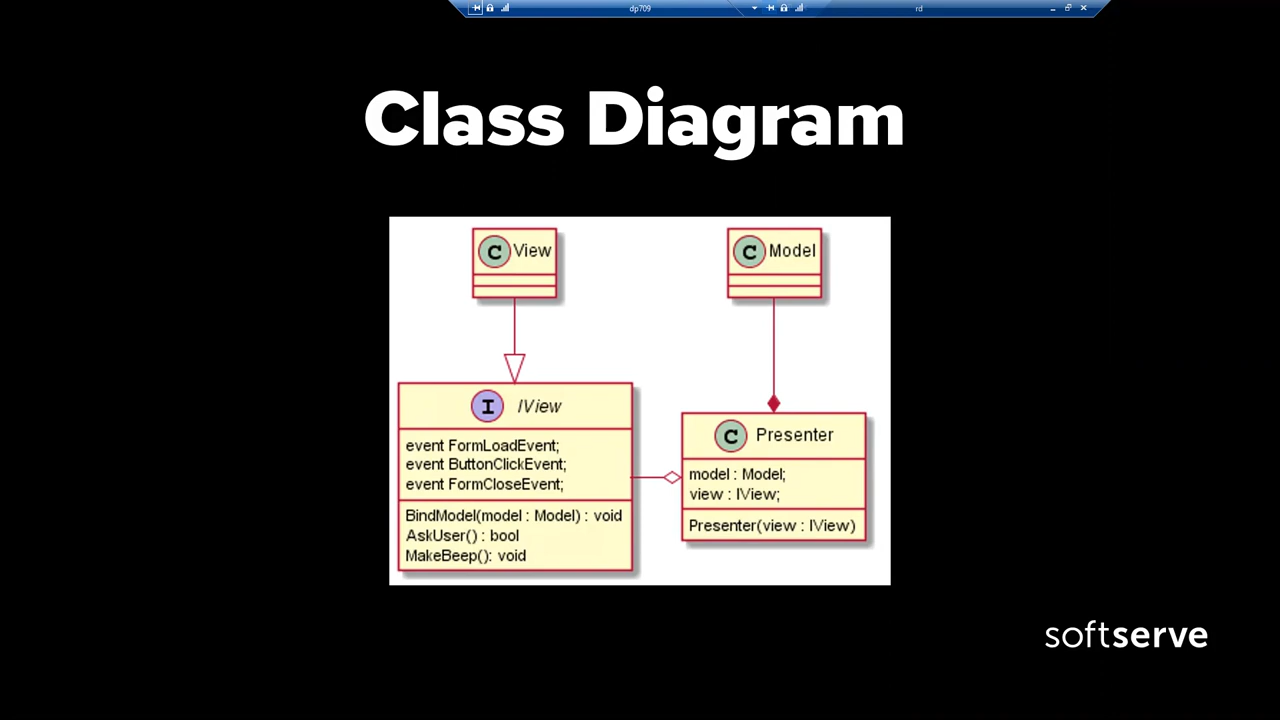 dp709
rd
Class Diagram
C View
C Model
I IView
event FormLoadEvent;
event ButtonClickEvent;
event FormCloseEvent;
BindModel(model : Model) : void
AskUser() : bool
MakeBeep(): void
C Presenter
model : Model;
view : IView;
Presenter(view : IView)
softserve